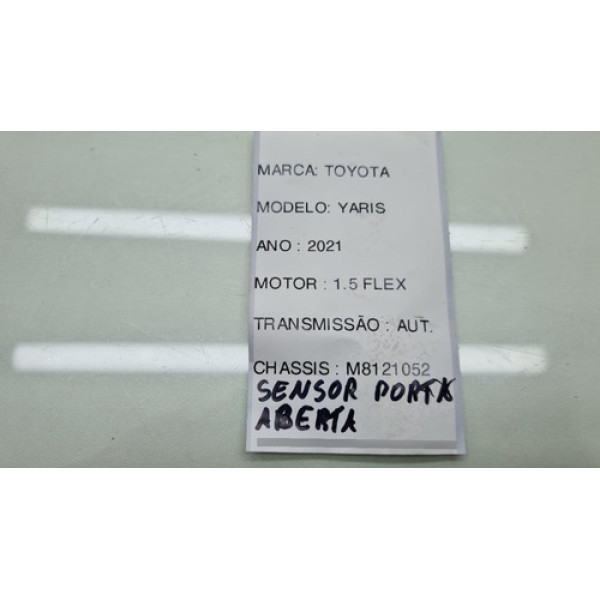 MARCA: TOYOTA
MODELO: YARIS
ANO : 2021
MOTOR : 1.5 FLEX
TRANSMISSÃO : AUT.
CHASSIS : M8121052
SENSOR PORTA
ABERTA